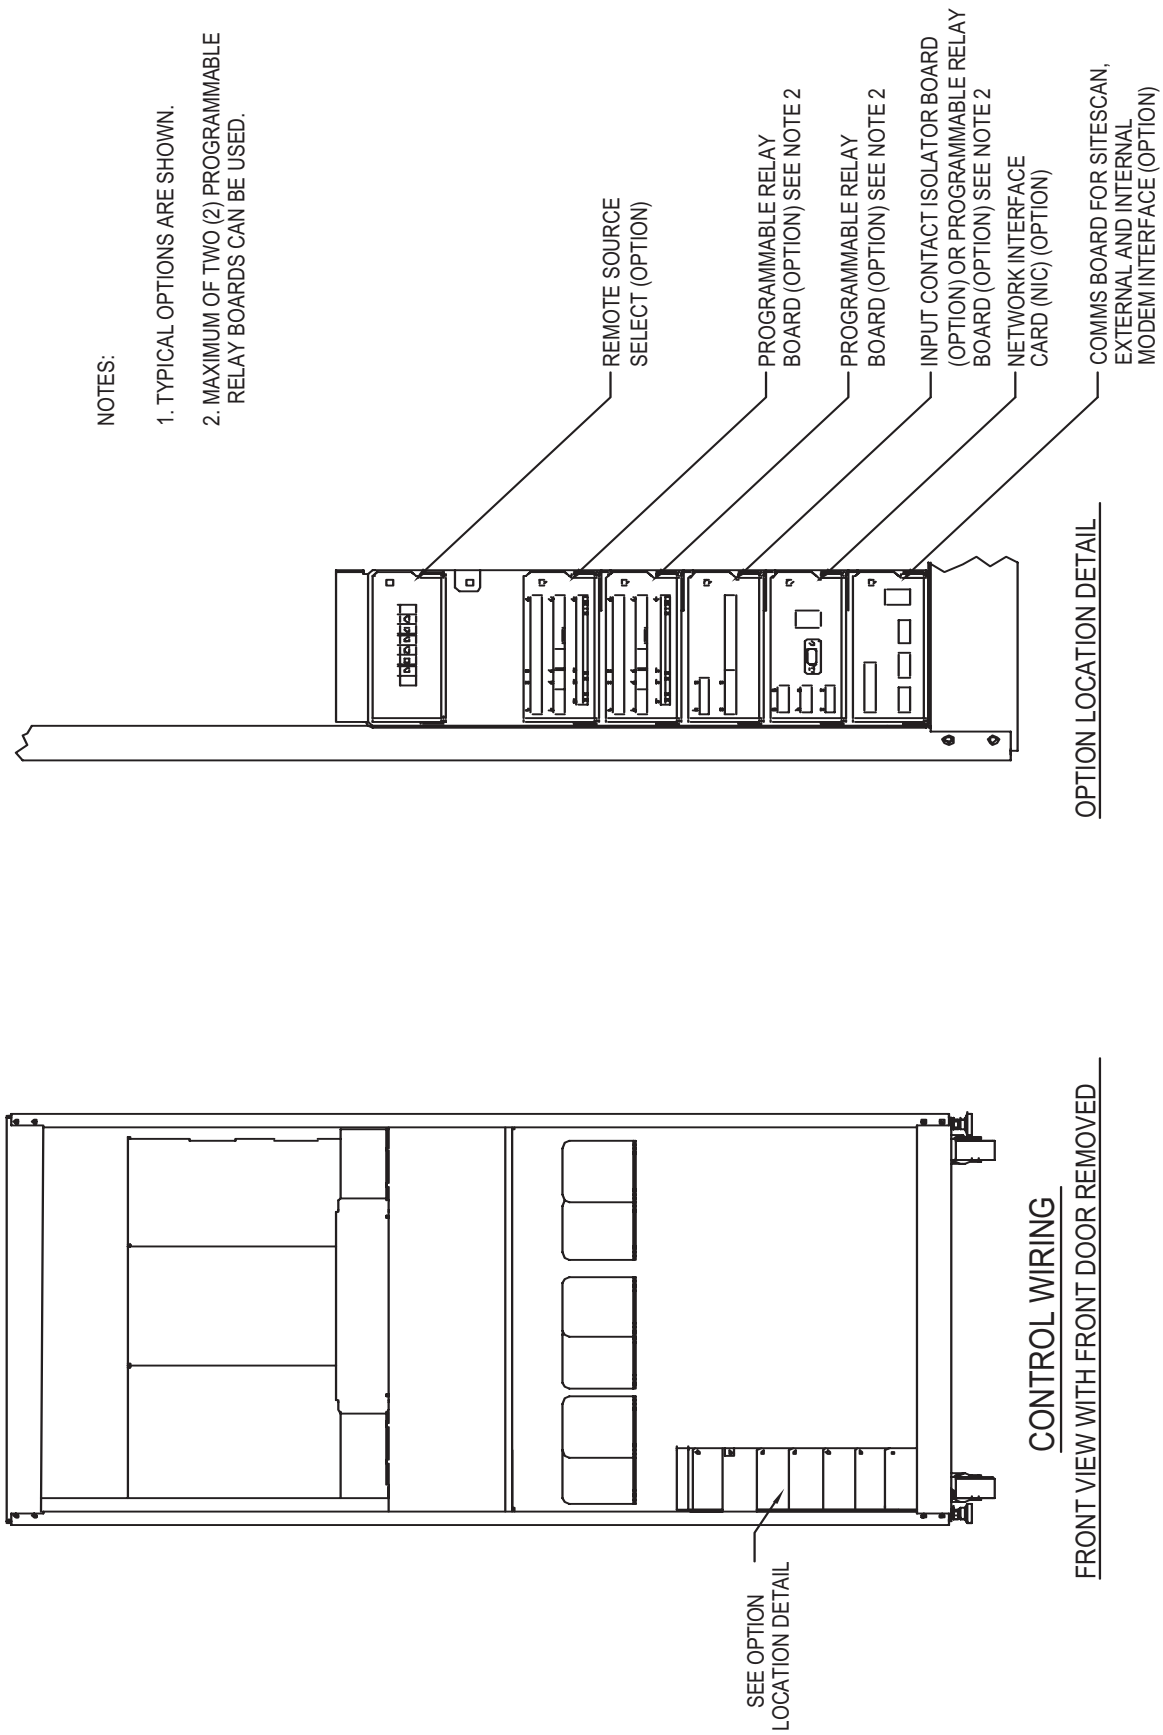 NOTES:
1. TYPICAL OPTIONS ARE SHOWN.
2. MAXIMUM OF TWO (2) PROGRAMMABLE
RELAY BOARDS CAN BE USED.
REMOTE SOURCE
SELECT (OPTION)
PROGRAMMABLE RELAY
BOARD (OPTION) SEE NOTE 2
PROGRAMMABLE RELAY
BOARD (OPTION) SEE NOTE 2
INPUT CONTACT ISOLATOR BOARD
(OPTION) OR PROGRAMMABLE RELAY
BOARD (OPTION) SEE NOTE 2
NETWORK INTERFACE
CARD (NIC) (OPTION)
COMMS BOARD FOR SITESCAN,
EXTERNAL AND INTERNAL
MODEM INTERFACE (OPTION)
OPTION LOCATION DETAIL
SEE OPTION
LOCATION DETAIL
CONTROL WIRING
FRONT VIEW WITH FRONT DOOR REMOVED